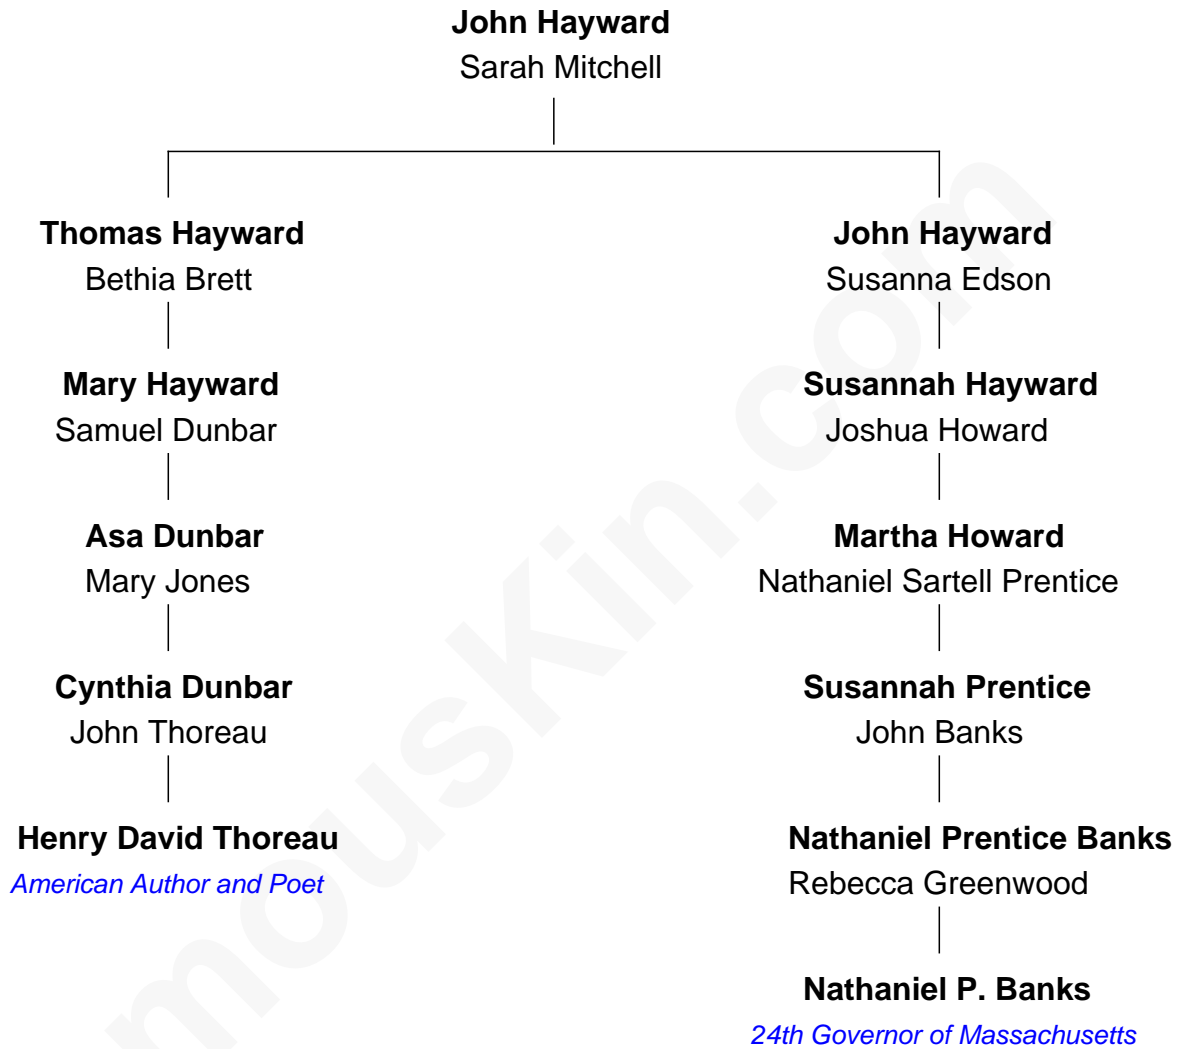 John Hayward
Sarah Mitchell
Thomas Hayward
Bethia Brett
Mary Hayward
Samuel Dunbar
Asa Dunbar
Mary Jones
Cynthia Dunbar
John Thoreau
Henry David Thoreau
American Author and Poet
John Hayward
Susanna Edson
Susannah Hayward
Joshua Howard
Martha Howard
Nathaniel Sartell Prentice
Susannah Prentice
John Banks
Nathaniel Prentice Banks
Rebecca Greenwood
Nathaniel P. Banks
24th Governor of Massachusetts
mousKin.com